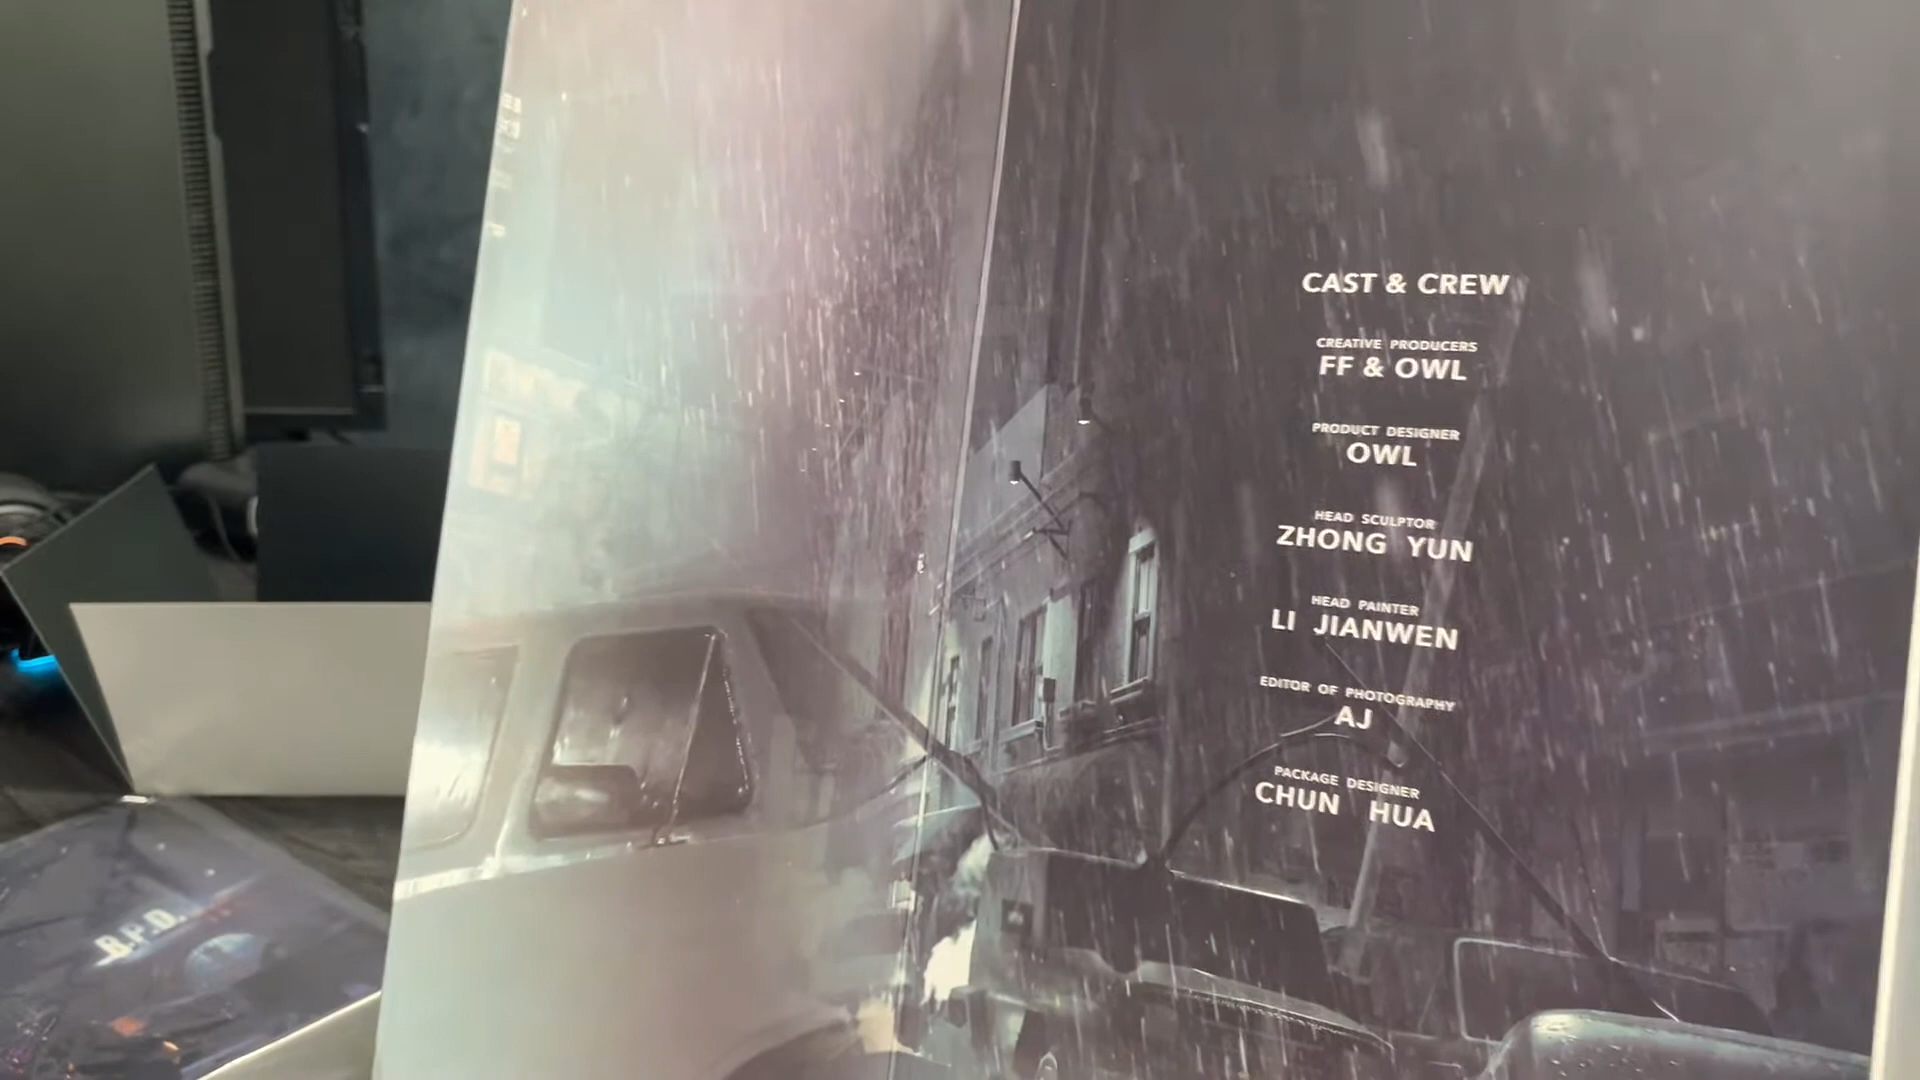 CAST & CREW
CREATIVE PRODUCERS
FF & OWL
PRODUCT DESIGNER
OWL
HEAD SCULPTOR
ZHONG YUN
HEAD PAINTER
LI JIANWEN
EDITOR OF PHOTOGRAPHY
AJ
PACKAGE DESIGNER
CHUN HUA
B.P.D.